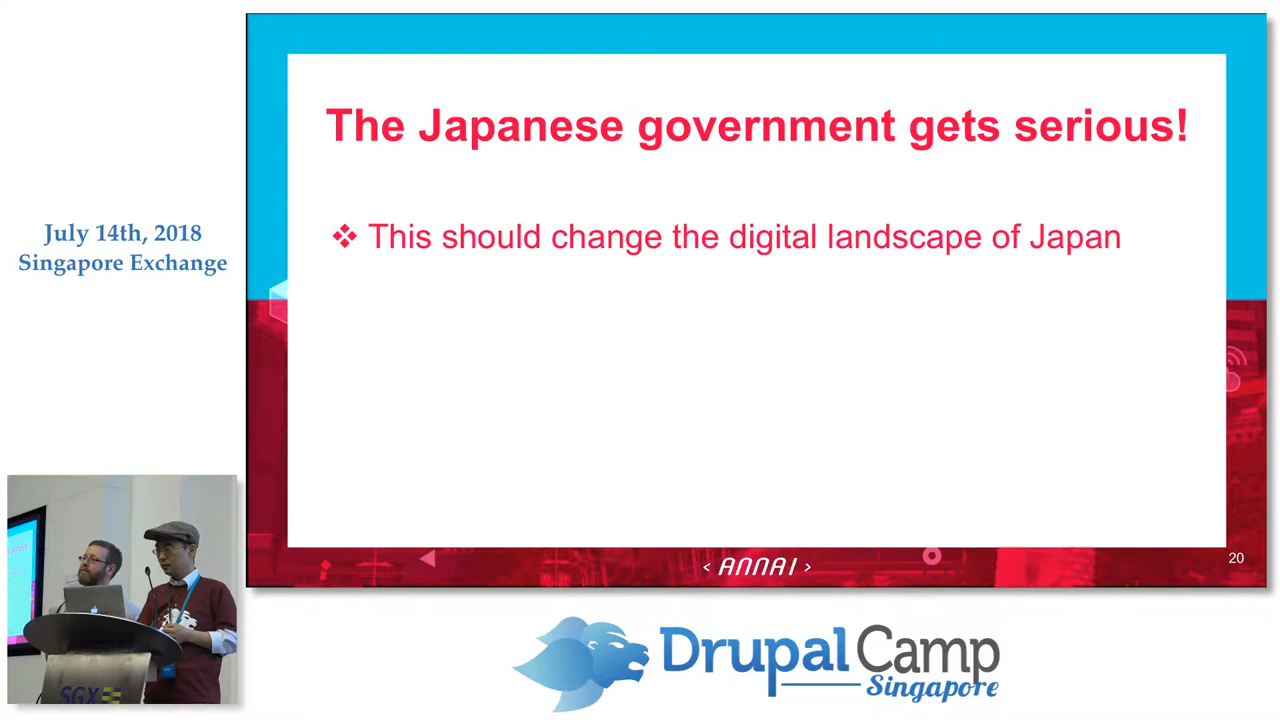 The Japanese government gets serious!
❖ This should change the digital landscape of Japan
July 14th, 2018
Singapore Exchange
< ANNAI >
20
SGX
DrupalCamp
Singapore